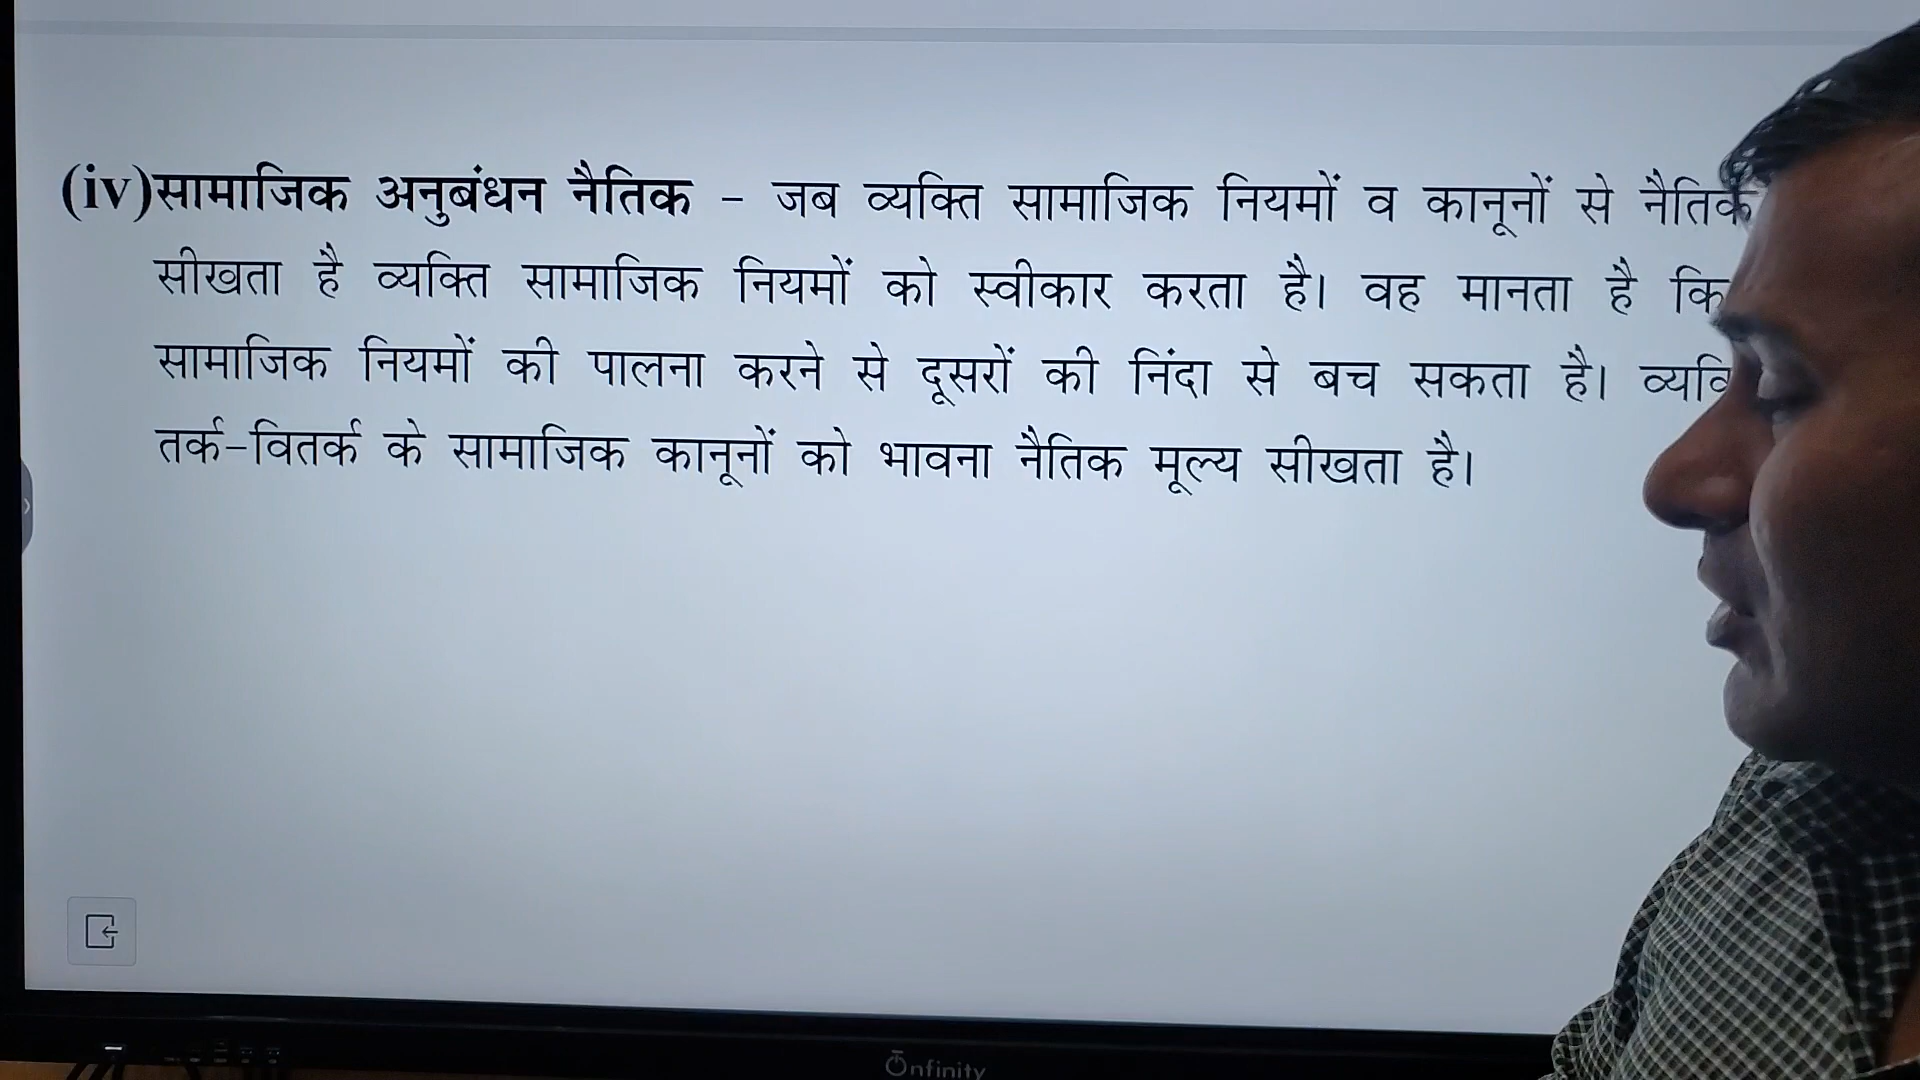 (iv)सामाजिक अनुबंधन नैतिक - जब व्यक्ति सामाजिक नियमों व कानूनों से नैतिक
सीखता है व्यक्ति सामाजिक नियमों को स्वीकार करता है। वह मानता है कि
सामाजिक नियमों की पालना करने से दूसरों की निंदा से बच सकता है।
तर्क-वितर्क के सामाजिक कानूनों को भावना नैतिक मूल्य सीखता है।
Onfinity